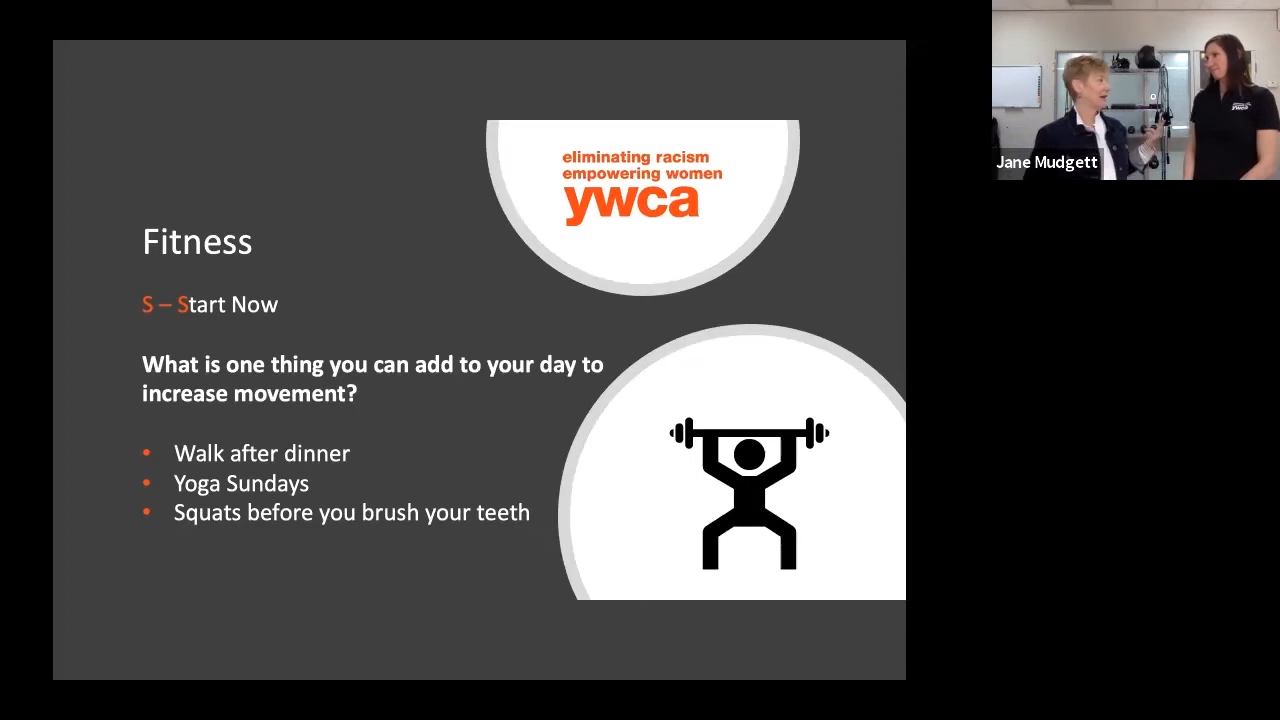 eliminating racism
empowering women
ywca
Fitness
S – Start Now
What is one thing you can add to your day to
increase movement?
• Walk after dinner
• Yoga Sundays
• Squats before you brush your teeth
Jane Mudgett
ywca